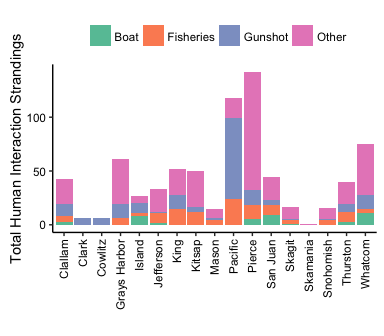 Boat Fisheries Gunshot Other
Total Human Interaction Strandings
100
50
0
Clallam
Clark
Cowlitz
Grays Harbor
Island
Jefferson
King
Kitsap
Mason
Pacific
Pierce
San Juan
Skagit
Skamania
Snohomish
Thurston
Whatcom